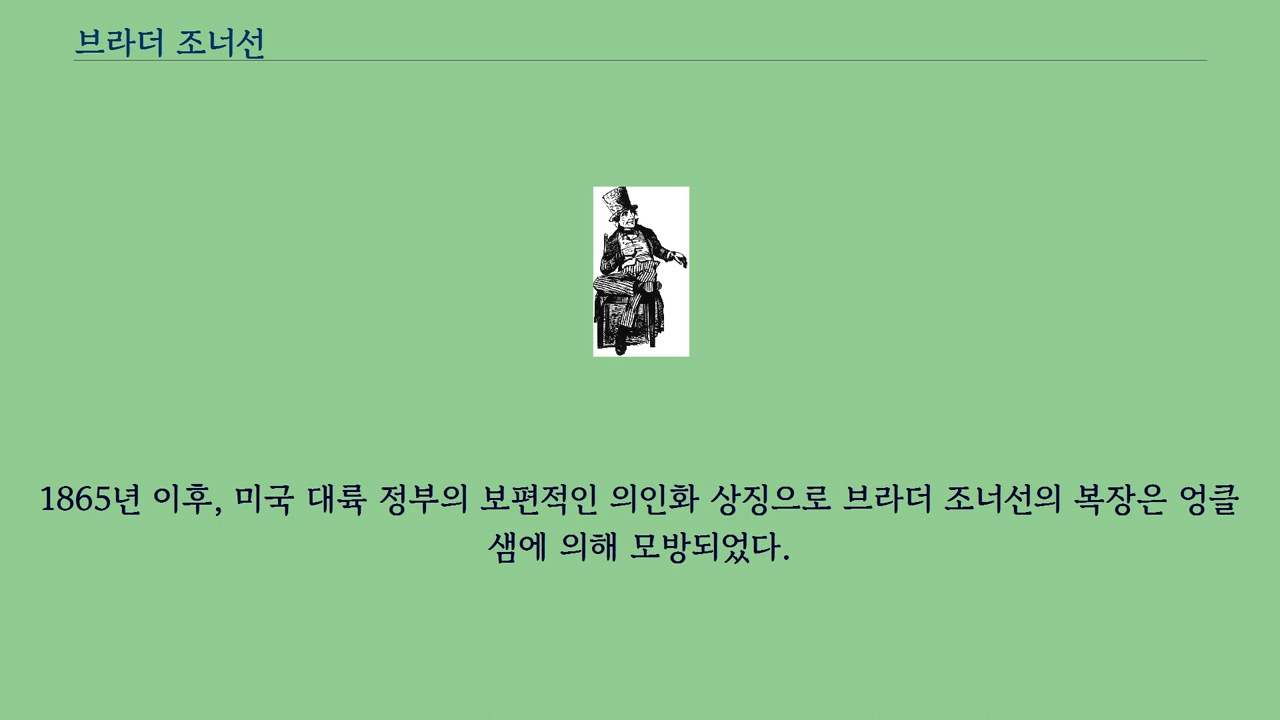 브라더 조너선
1865년 이후, 미국 대륙 정부의 보편적인 의인화 상징으로 브라더 조너선의 복장은 엉클
샘에 의해 모방되었다.